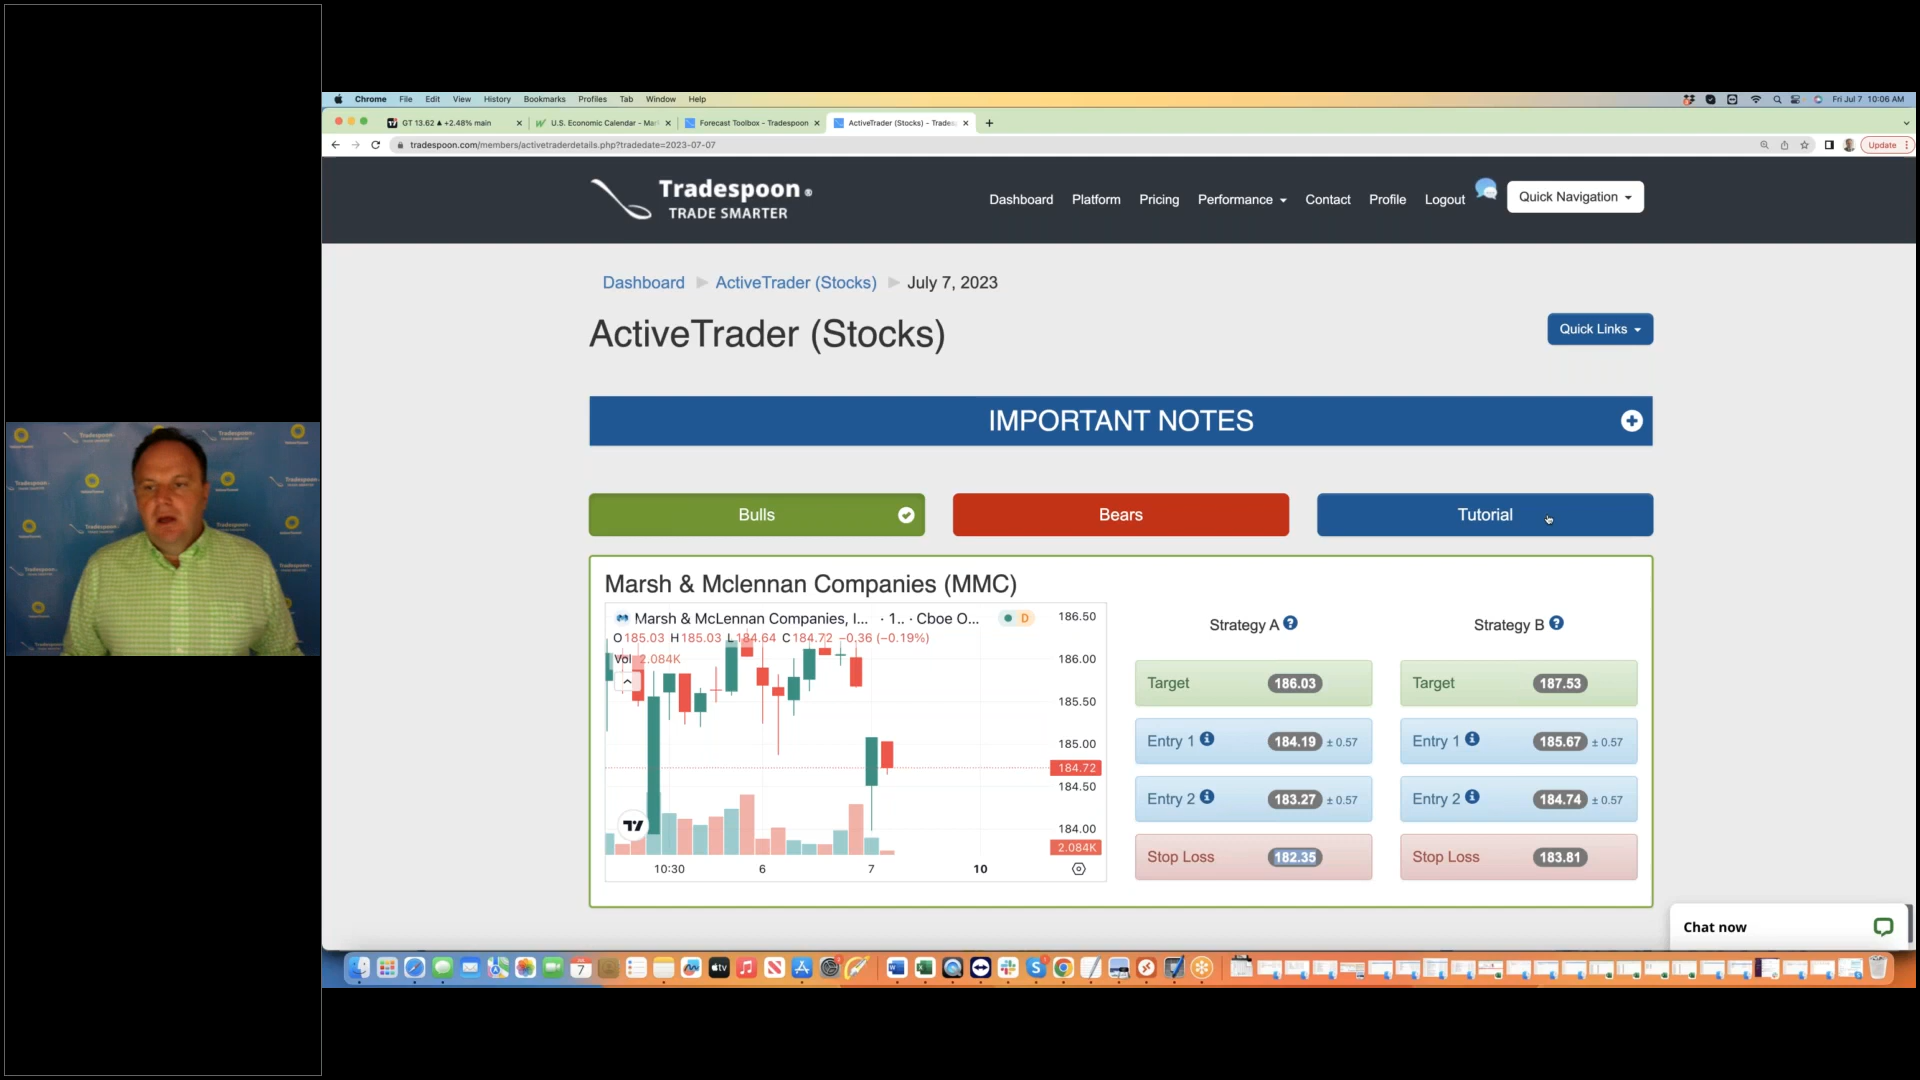 Chrome File Edit View History Bookmarks Profiles Tab Window Help
Fri Jul 7 10:06 AM
GT 13.62 ▲ +2.48% main
U.S. Economic Calendar - Mar
Forecast Toolbox - Tradespoon
ActiveTrader (Stocks) - Trades
tradespoon.com/members/activetraderdetails.php?tradedate=2023-07-07
Update
Tradespoon®
TRADE SMARTER
Dashboard Platform Pricing Performance Contact Profile Logout
Quick Navigation
Dashboard ActiveTrader (Stocks) July 7, 2023
ActiveTrader (Stocks)
Quick Links
IMPORTANT NOTES
Bulls
Bears
Tutorial
Marsh & Mclennan Companies (MMC)
Marsh & McLennan Companies, I... · 1.. · Cboe O...
D
O185.03 H185.03 L184.64 C184.72 −0.36 (−0.19%)
Vol 2.084K
186.50
186.00
185.50
185.00
184.72
184.50
184.00
2.084K
10:30 6 7 10
Strategy A
Target 186.03
Entry 1 184.19 ± 0.57
Entry 2 183.27 ± 0.57
Stop Loss 182.35
Strategy B
Target 187.53
Entry 1 185.67 ± 0.57
Entry 2 184.74 ± 0.57
Stop Loss 183.81
Chat now